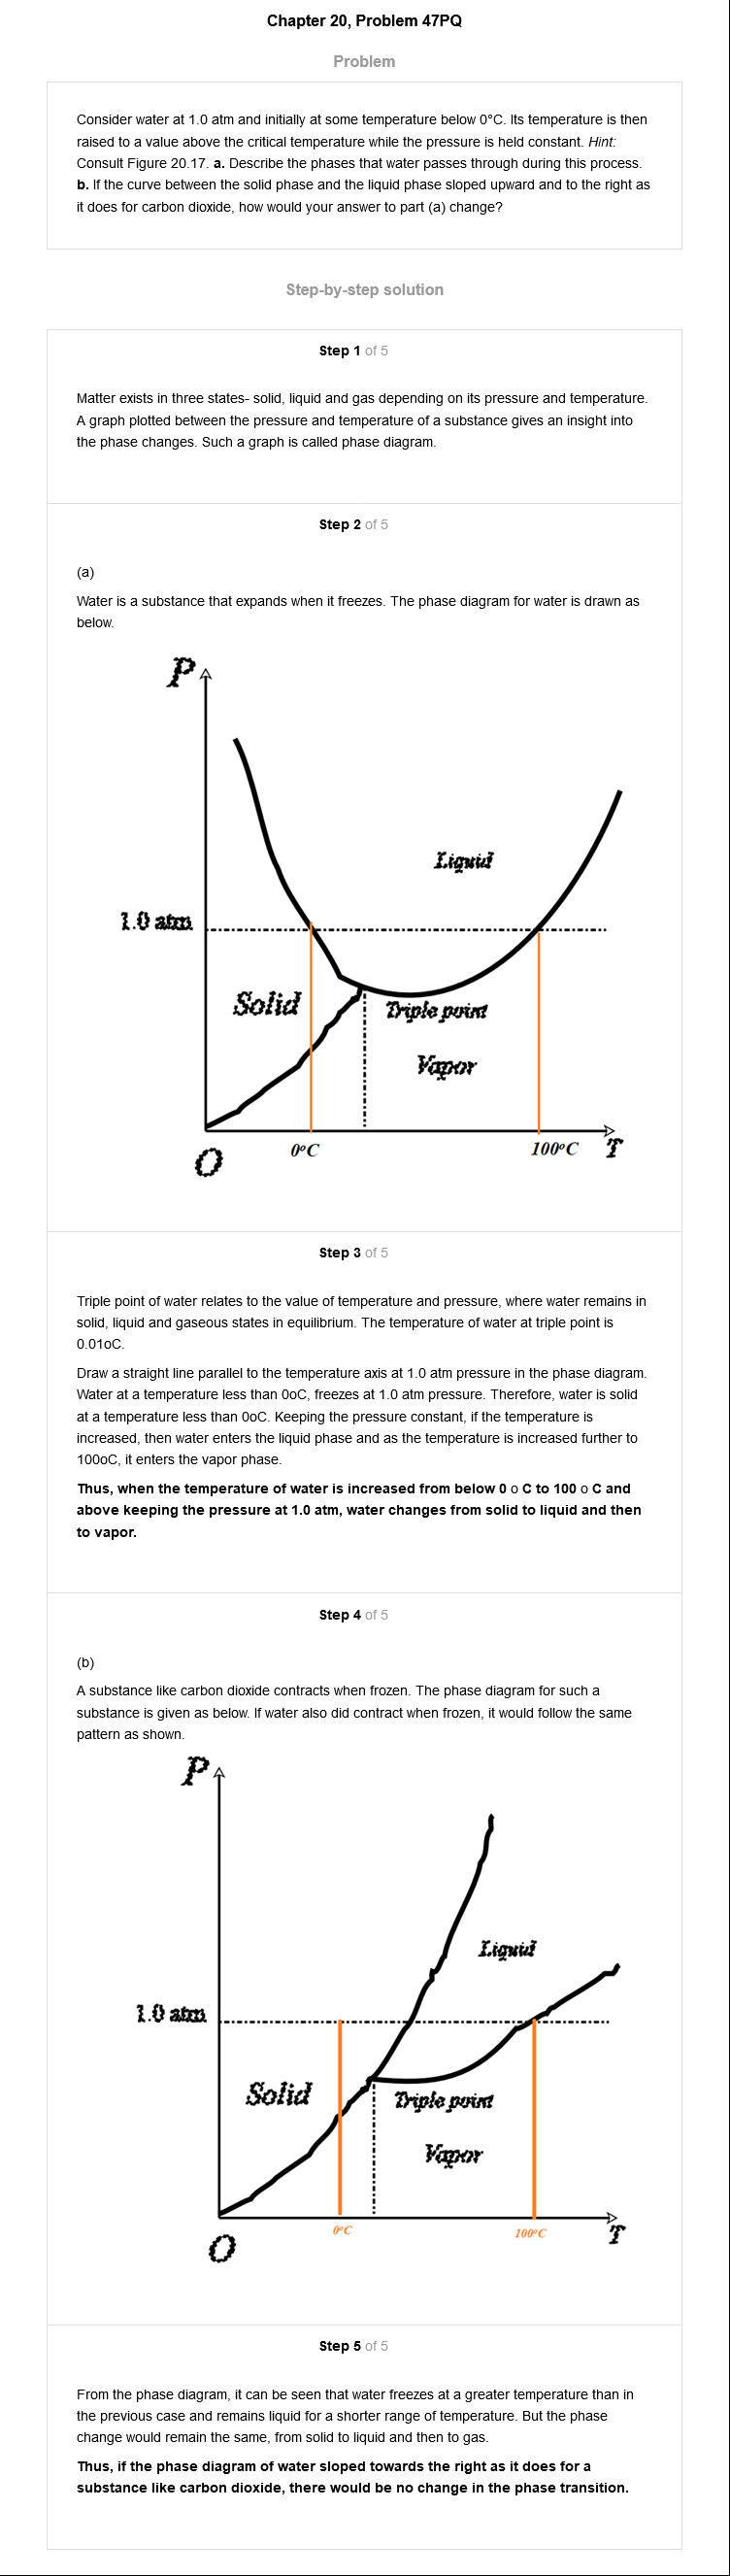 Chapter 20, Problem 47PQ
Problem
Consider water at 1.0 atm and initially at some temperature below 0°C. Its temperature is then
raised to a value above the critical temperature while the pressure is held constant. Hint:
Consult Figure 20.17. a. Describe the phases that water passes through during this process.
b. If the curve between the solid phase and the liquid phase sloped upward and to the right as
it does for carbon dioxide, how would your answer to part (a) change?
Step-by-step solution
Step 1 of 5
Matter exists in three states- solid, liquid and gas depending on its pressure and temperature.
A graph plotted between the pressure and temperature of a substance gives an insight into
the phase changes. Such a graph is called phase diagram.
Step 2 of 5
(a)
Water is a substance that expands when it freezes. The phase diagram for water is drawn as
below.
P
Liquid
1.0 atm
Solid
Triple point
Vapor
0°C
100°C
T
O
Step 3 of 5
Triple point of water relates to the value of temperature and pressure, where water remains in
solid, liquid and gaseous states in equilibrium. The temperature of water at triple point is
0.01oC.
Draw a straight line parallel to the temperature axis at 1.0 atm pressure in the phase diagram.
Water at a temperature less than 0oC, freezes at 1.0 atm pressure. Therefore, water is solid
at a temperature less than 0oC. Keeping the pressure constant, if the temperature is
increased, then water enters the liquid phase and as the temperature is increased further to
100oC, it enters the vapor phase.
Thus, when the temperature of water is increased from below 0 o C to 100 o C and
above keeping the pressure at 1.0 atm, water changes from solid to liquid and then
to vapor.
Step 4 of 5
(b)
A substance like carbon dioxide contracts when frozen. The phase diagram for such a
substance is given as below. If water also did contract when frozen, it would follow the same
pattern as shown.
P
Liquid
1.0 atm
Solid
Triple point
Vapor
0°C
100°C
T
O
Step 5 of 5
From the phase diagram, it can be seen that water freezes at a greater temperature than in
the previous case and remains liquid for a shorter range of temperature. But the phase
change would remain the same, from solid to liquid and then to gas.
Thus, if the phase diagram of water sloped towards the right as it does for a
substance like carbon dioxide, there would be no change in the phase transition.